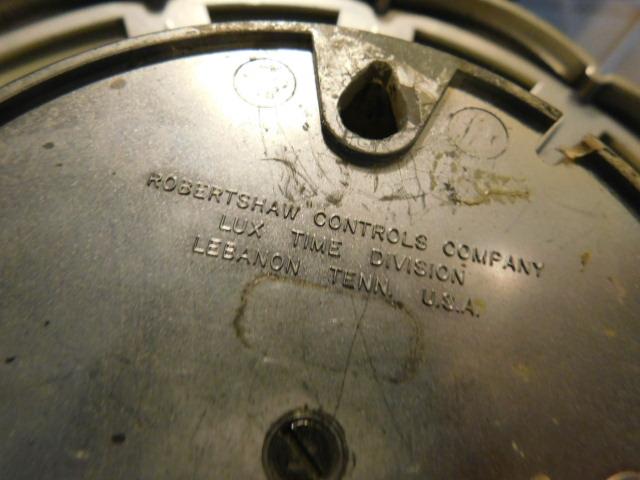 ROBERTSHAW CONTROLS COMPANY
LUX TIME DIVISION
LEBANON TENN. U.S.A.